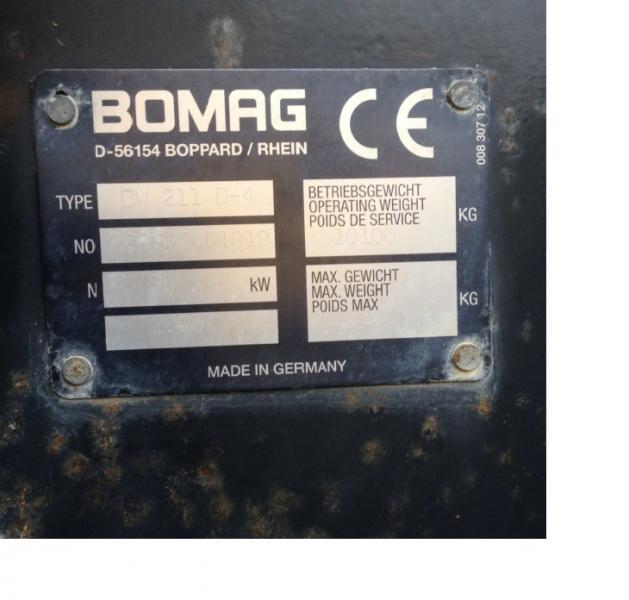 BOMAG CE
D-56154 BOPPARD / RHEIN
008 307 12
TYPE 211 D-4
NO
N kW
BETRIEBSGEWICHT
OPERATING WEIGHT
POIDS DE SERVICE
10100 KG
MAX. GEWICHT
MAX. WEIGHT
POIDS MAX
KG
MADE IN GERMANY